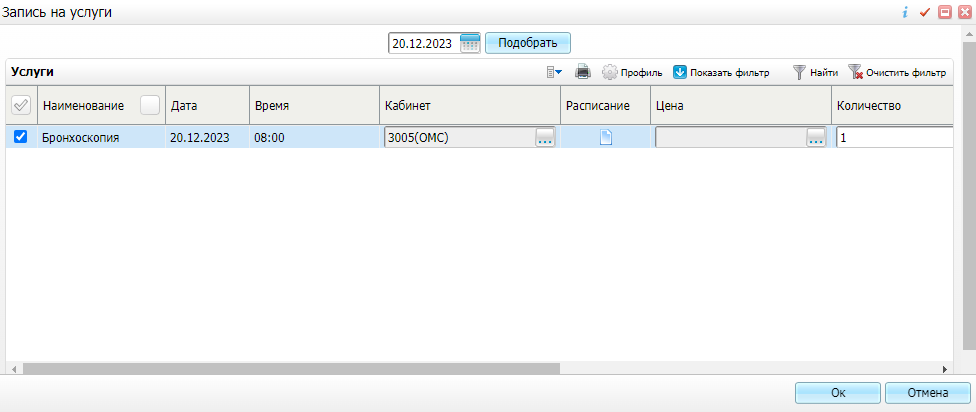 Запись на услуги
20.12.2023 Подобрать
Услуги Профиль Показать фильтр Найти Очистить фильтр
Наименование Дата Время Кабинет Расписание Цена Количество
Бронхоскопия 20.12.2023 08:00 3005(ОМС) ... ... 1
Ок Отмена